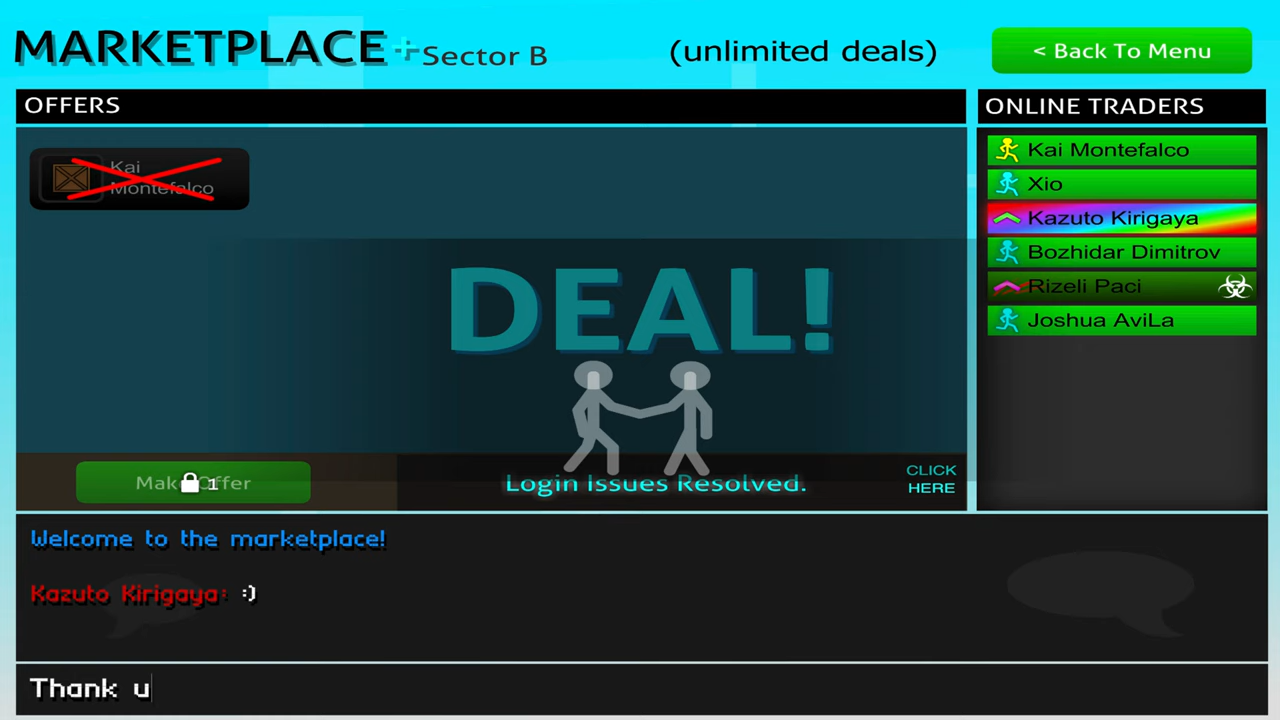 MARKETPLACE + Sector B
(unlimited deals)
< Back To Menu
OFFERS
ONLINE TRADERS
Kai
Montefalco
Kai Montefalco
Xio
Kazuto Kirigaya
Bozhidar Dimitrov
Rizeli Paci
Joshua AviLa
DEAL!
Make Offer
1
Login Issues Resolved.
CLICK
HERE
Welcome to the marketplace!
Kazuto Kirigaya: :)
Thank u